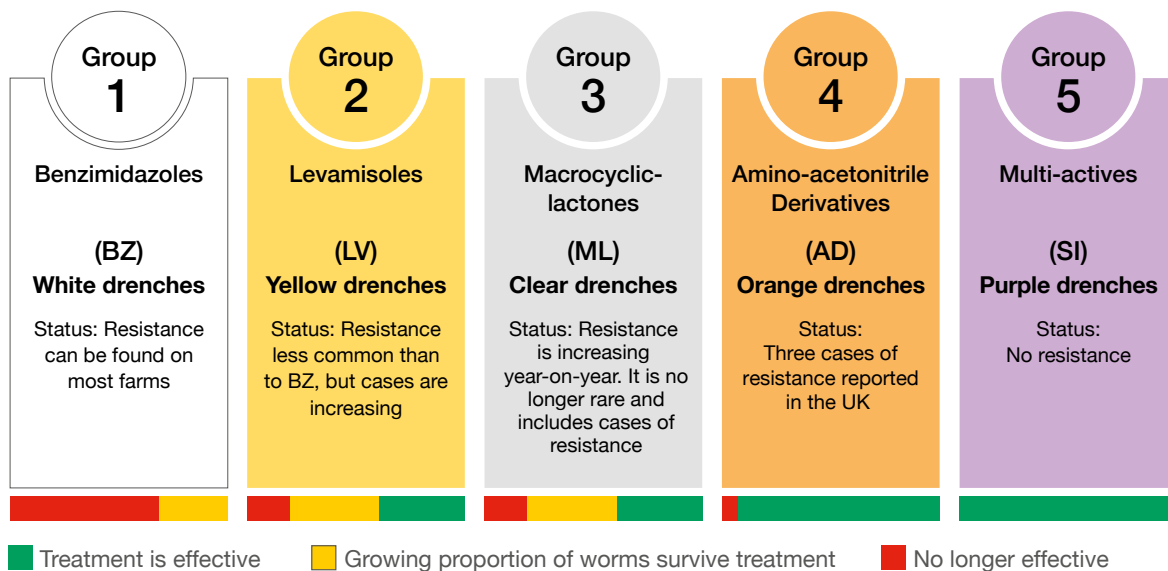 Group
1
Benzimidazoles
(BZ)
White drenches
Status: Resistance
can be found on
most farms
Group
2
Levamisoles
(LV)
Yellow drenches
Status: Resistance
less common than
to BZ, but cases are
increasing
Group
3
Macrocyclic-
lactones
(ML)
Clear drenches
Status: Resistance
is increasing
year-on-year. It is no
longer rare and
includes cases of
resistance
Group
4
Amino-acetonitrile
Derivatives
(AD)
Orange drenches
Status:
Three cases of
resistance reported
in the UK
Group
5
Multi-actives
(SI)
Purple drenches
Status:
No resistance
Treatment is effective
Growing proportion of worms survive treatment
No longer effective